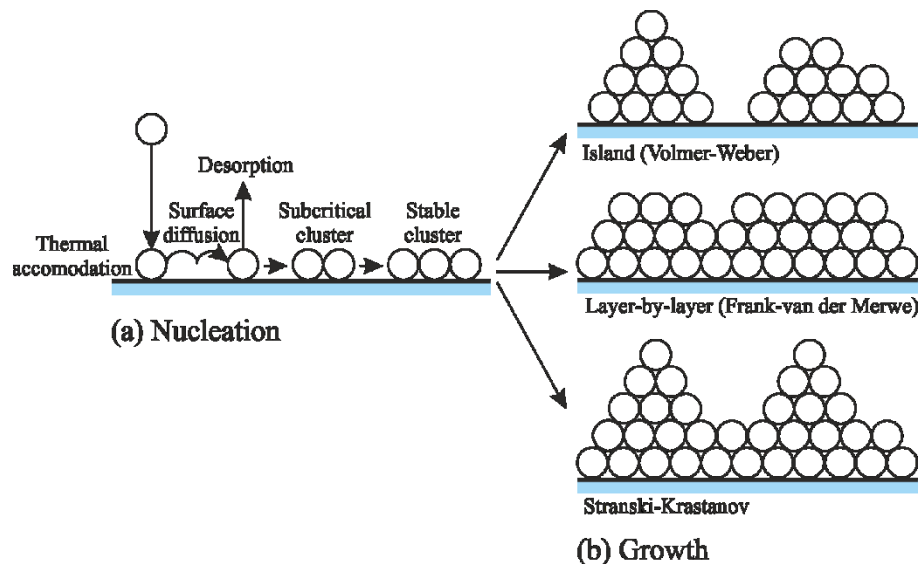 Desorption
Surface
diffusion
Subcritical
cluster
Stable
cluster
Thermal
accomodation
(a) Nucleation
Island (Volmer-Weber)
Layer-by-layer (Frank-van der Merwe)
Stranski-Krastanov
(b) Growth